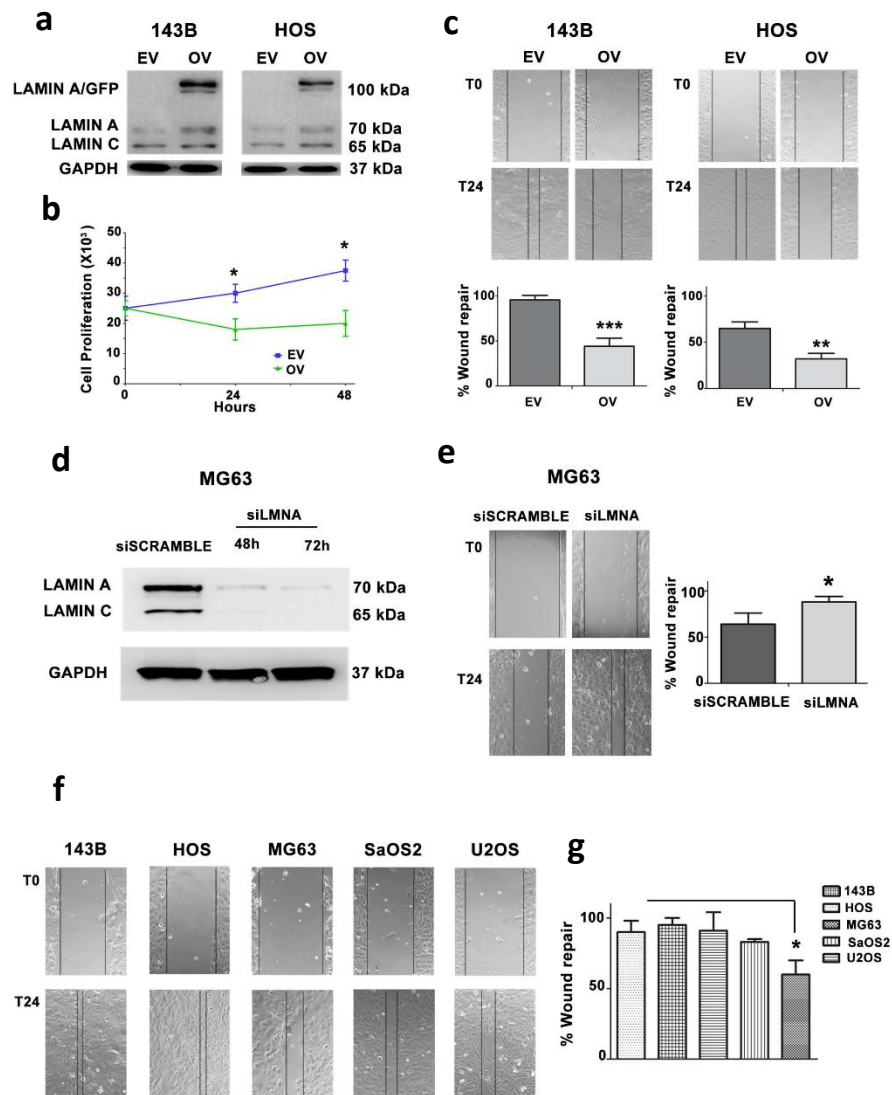 a
143B
HOS
EV OV EV OV
LAMIN A/GFP
100 kDa
LAMIN A
70 kDa
LAMIN C
65 kDa
GAPDH
37 kDa
b
Cell Proliferation (X10³)
50
40
30
20
10
0
*
*
EV
OV
0
24
48
Hours
c
143B
HOS
EV OV EV OV
T0
T24
% Wound repair
100
50
0
***
EV OV
% Wound repair
100
50
0
**
EV OV
d
MG63
siLMNA
siSCRAMBLE
48h
72h
LAMIN A
70 kDa
LAMIN C
65 kDa
GAPDH
37 kDa
e
MG63
siSCRAMBLE siLMNA
T0
T24
% Wound repair
100
50
0
*
siSCRAMBLE
siLMNA
f
143B HOS MG63 SaOS2 U2OS
T0
T24
g
% Wound repair
100
50
0
*
143B
HOS
MG63
SaOS2
U2OS